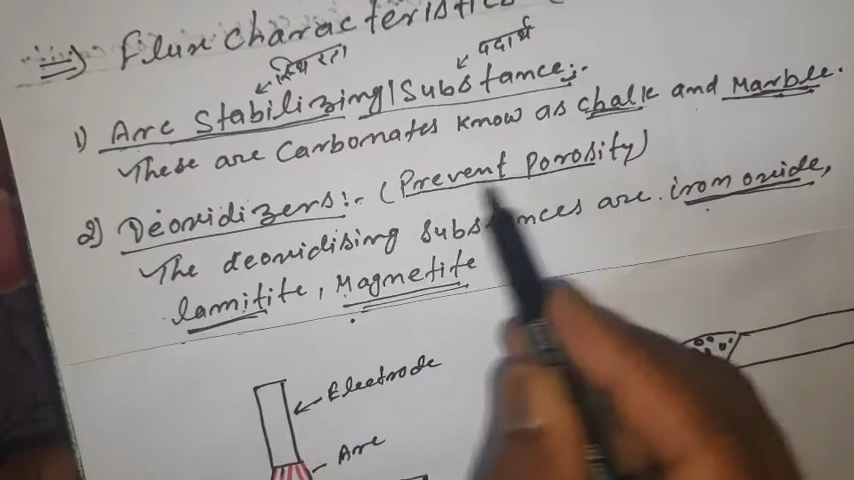 => Flux characteristics
स्थिरता पदार्थ
1) Arc Stabilizing/Substance:-
These are Carbonates know as chalk and Marble.
2) Deoxidizers:- (Prevent Porosity)
The deoxidising substances are iron oxide,
lamitite, Magnetite
Electrode
Arc